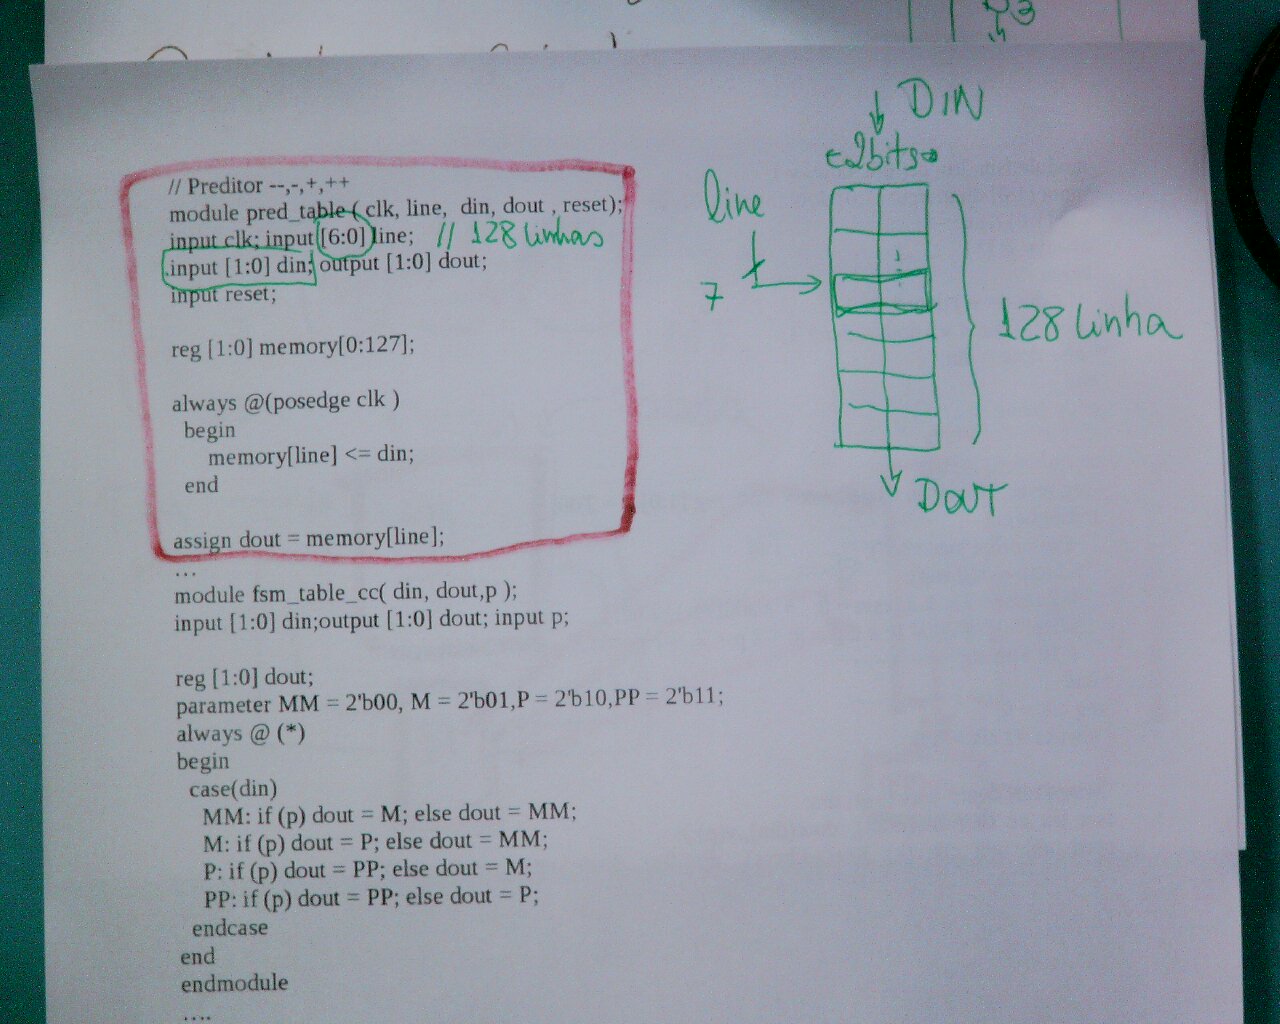 // Preditor --,-,+,++
module pred_table ( clk, line, din, dout , reset);
input clk; input [6:0] line; // 128 linhas
input [1:0] din; output [1:0] dout;
input reset;
reg [1:0] memory[0:127];
always @(posedge clk )
begin
memory[line] <= din;
end
assign dout = memory[line];
...
module fsm_table_cc( din, dout,p );
input [1:0] din;output [1:0] dout; input p;
reg [1:0] dout;
parameter MM = 2'b00, M = 2'b01,P = 2'b10,PP = 2'b11;
always @ (*)
begin
case(din)
MM: if (p) dout = M; else dout = MM;
M: if (p) dout = P; else dout = MM;
P: if (p) dout = PP; else dout = M;
PP: if (p) dout = PP; else dout = P;
endcase
end
endmodule
....
DIN
2bits
line
7
128 linha
DOUT